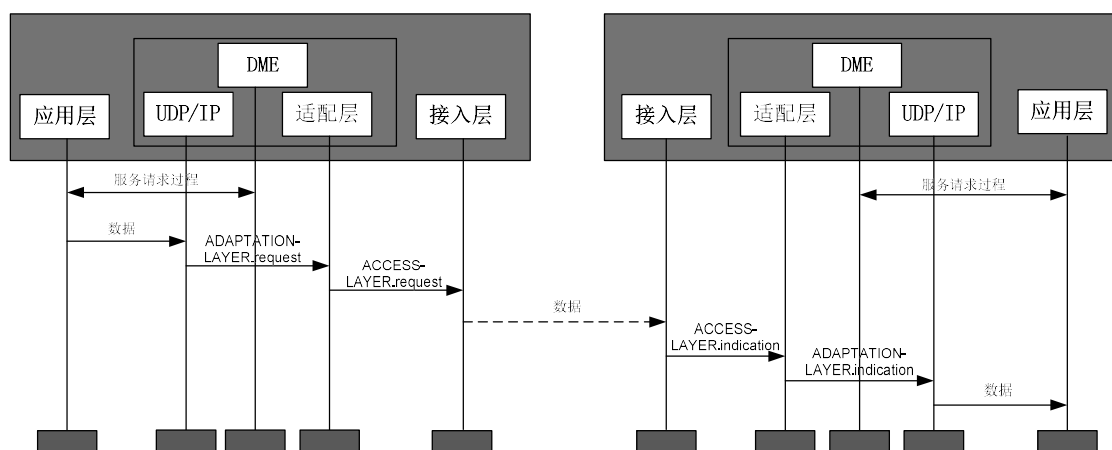 DME
DME
应用层
UDP/IP
适配层
接入层
接入层
适配层
UDP/IP
应用层
服务请求过程
服务请求过程
数据
ADAPTATION-
LAYER.request
ACCESS-
LAYER.request
数据
ACCESS-
LAYER.indication
ADAPTATION-
LAYER.indication
数据